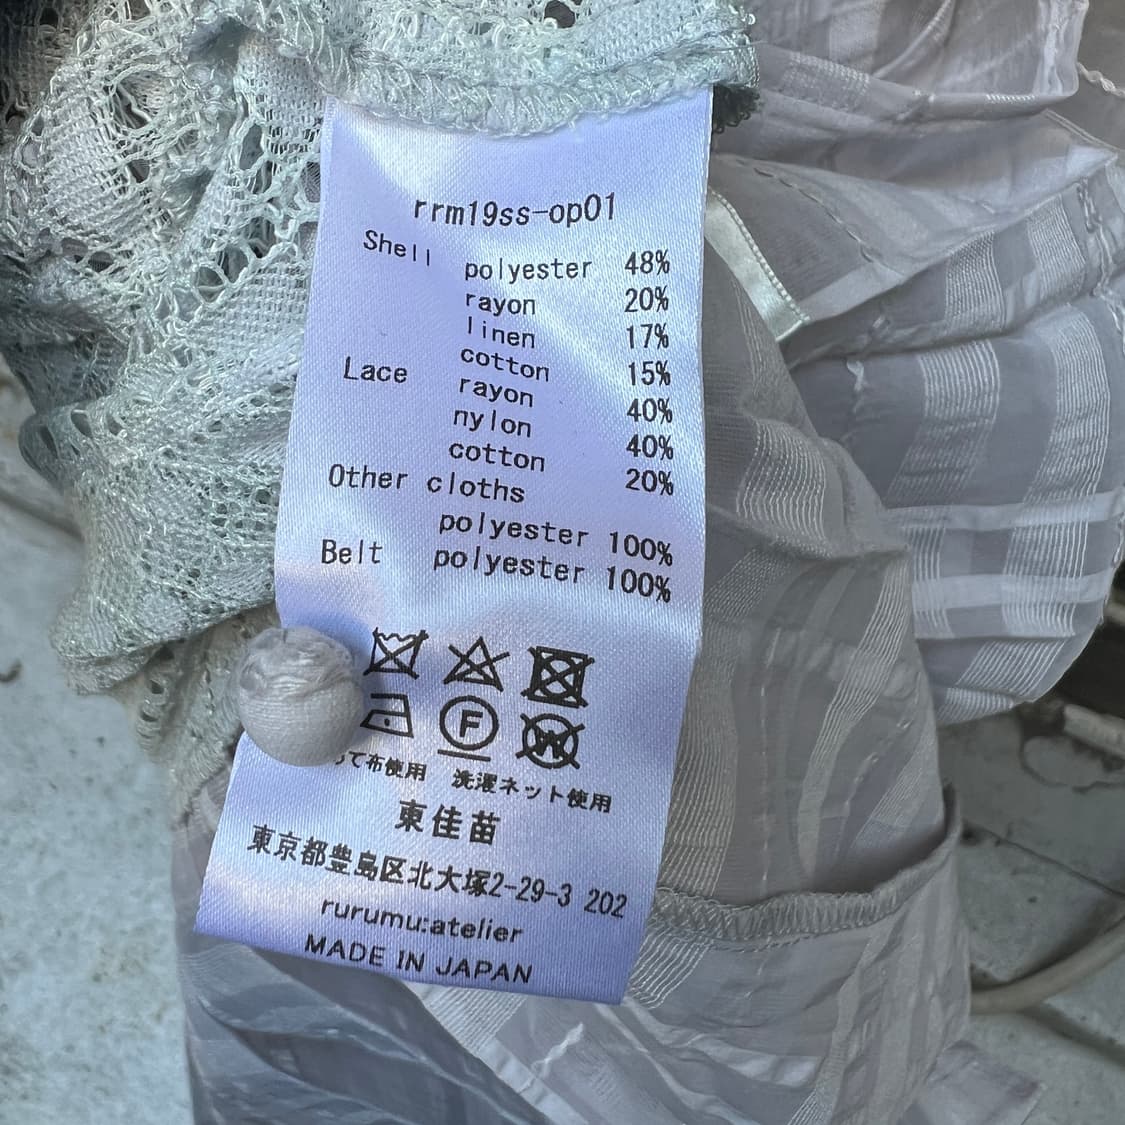 rrm19ss-op01
Shell polyester 48%
rayon 20%
linen 17%
cotton 15%
Lace rayon 40%
nylon 40%
cotton 20%
Other cloths
polyester 100%
Belt polyester 100%
F
W
て布使用 洗濯ネット使用
東佳苗
東京都豊島区北大塚2-29-3 202
rurumu:atelier
MADE IN JAPAN